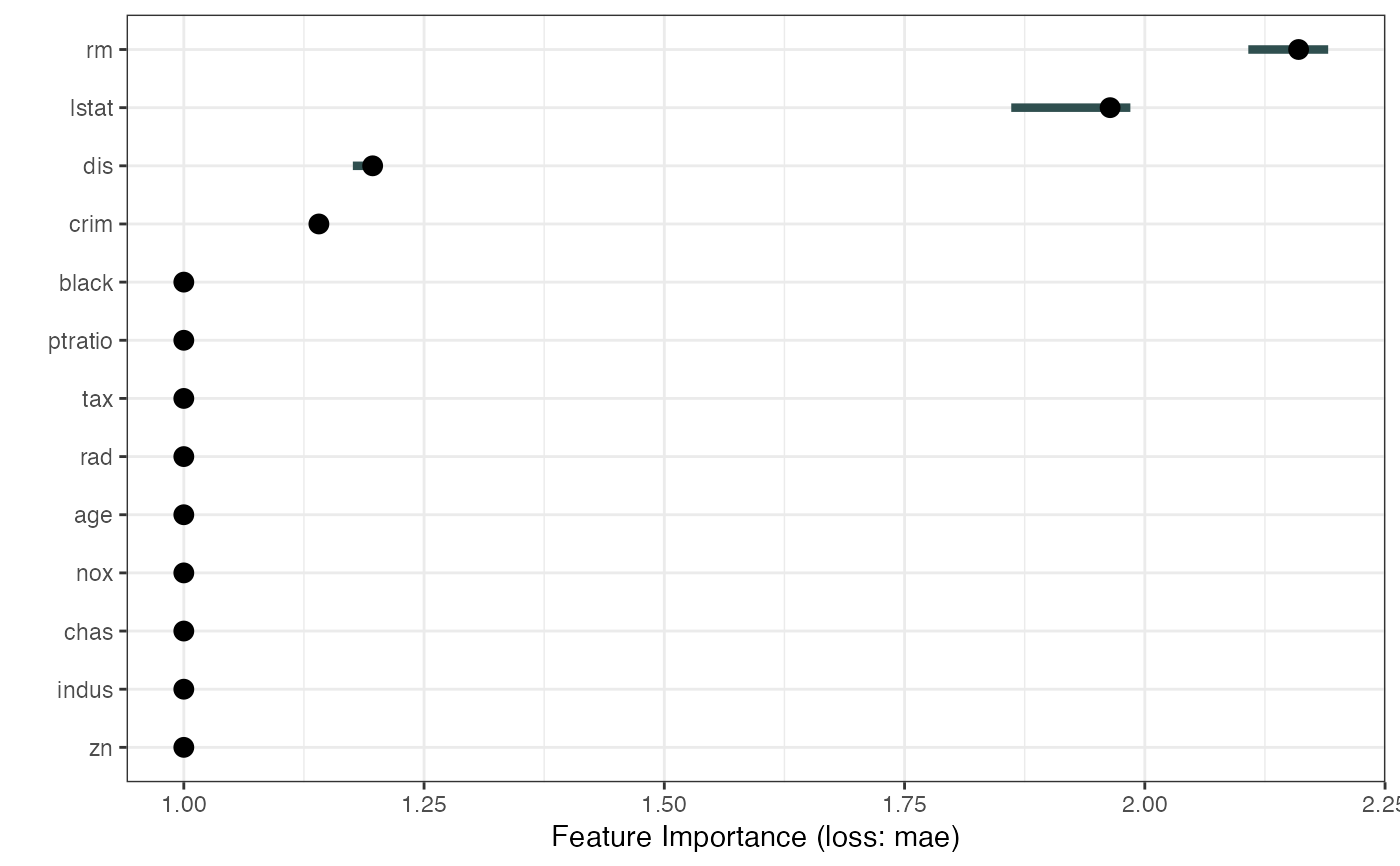 rm
lstat
dis
crim
black
ptratio
tax
rad
age
nox
chas
indus
zn
1.00 1.25 1.50 1.75 2.00 2.25
Feature Importance (loss: mae)